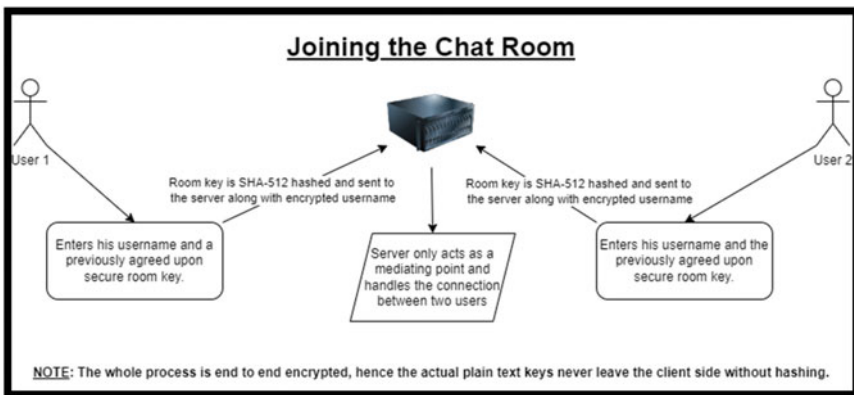 Joining the Chat Room
User 1
User 2
Room key is SHA-512 hashed and sent to
the server along with encrypted username
Room key is SHA-512 hashed and sent to
the server along with encrypted username
Enters his username and a
previously agreed upon
secure room key.
Server only acts as a
mediating point and
handles the connection
between two users
Enters his username and the
previously agreed upon
secure room key.
NOTE: The whole process is end to end encrypted, hence the actual plain text keys never leave the client side without hashing.